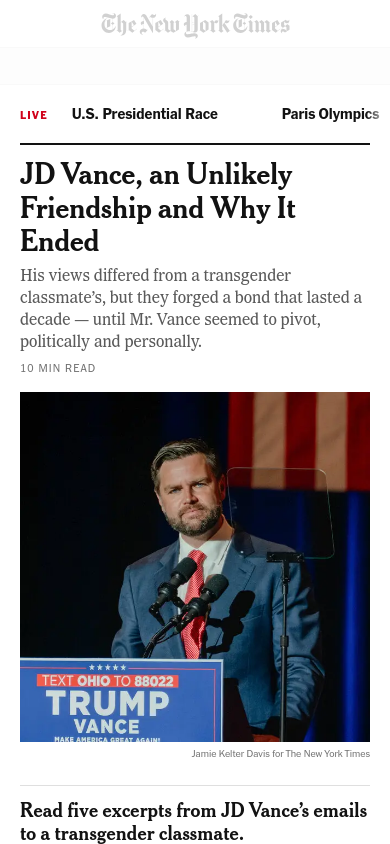 The New York Times
LIVE U.S. Presidential Race Paris Olympics
JD Vance, an Unlikely
Friendship and Why It
Ended
His views differed from a transgender
classmate’s, but they forged a bond that lasted a
decade — until Mr. Vance seemed to pivot,
politically and personally.
10 MIN READ
TEXT OHIO TO 88022
TRUMP
VANCE
MAKE AMERICA GREAT AGAIN!
Jamie Kelter Davis for The New York Times
Read five excerpts from JD Vance’s emails
to a transgender classmate.